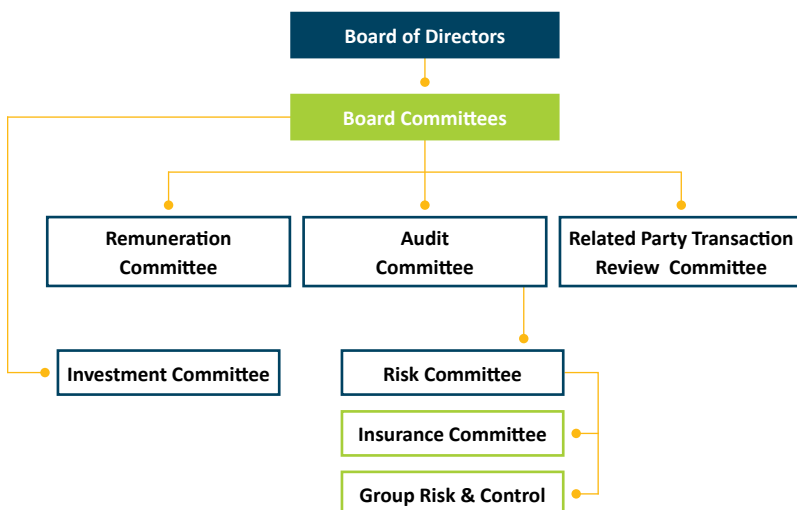 Board of Directors
Board Committees
Remuneration
Committee
Audit
Committee
Related Party Transaction
Review Committee
Investment Committee
Risk Committee
Insurance Committee
Group Risk & Control